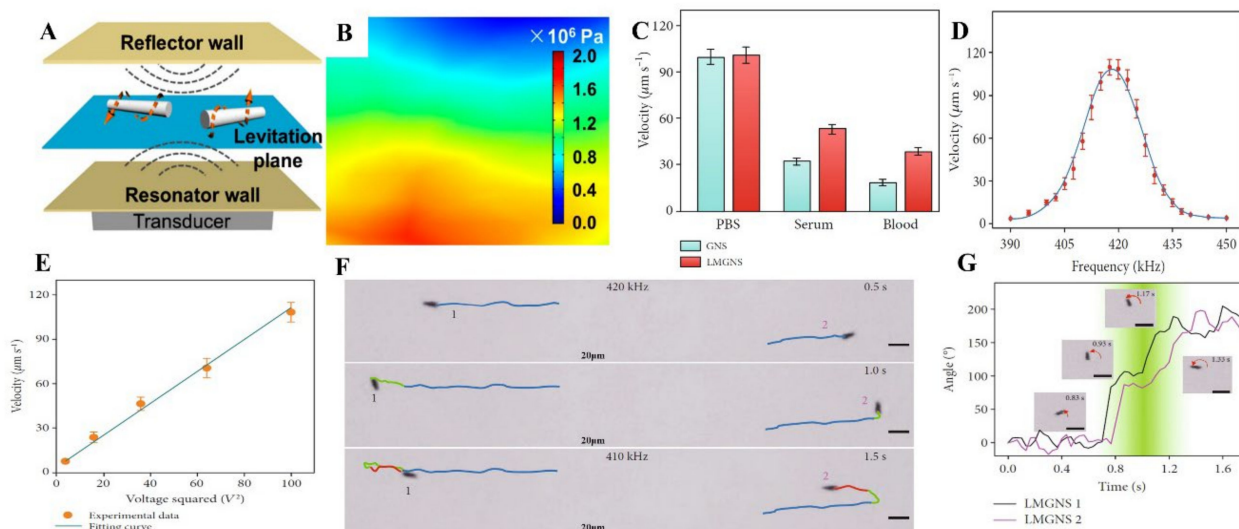 A
Reflector wall
Levitation
plane
Resonator wall
Transducer
B
×10⁶ Pa
2.0
1.6
1.2
0.8
0.4
0.0
C
Velocity (μm s⁻¹)
120
90
60
30
0
PBS
Serum
Blood
GNS
LMGNS
D
Velocity (μm s⁻¹)
120
90
60
30
0
390
405
420
435
450
Frequency (kHz)
E
Velocity (μm s⁻¹)
120
90
60
30
0
0
20
40
60
80
100
Voltage squared (V²)
Experimental data
Fitting curve
F
420 kHz
0.5 s
1
2
20μm
1.0 s
1
2
20μm
410 kHz
1.5 s
1
2
20μm
G
Angle (°)
200
150
100
50
0
1.17 s
0.93 s
1.33 s
0.83 s
0.0
0.4
0.8
1.2
1.6
Time (s)
LMGNS 1
LMGNS 2